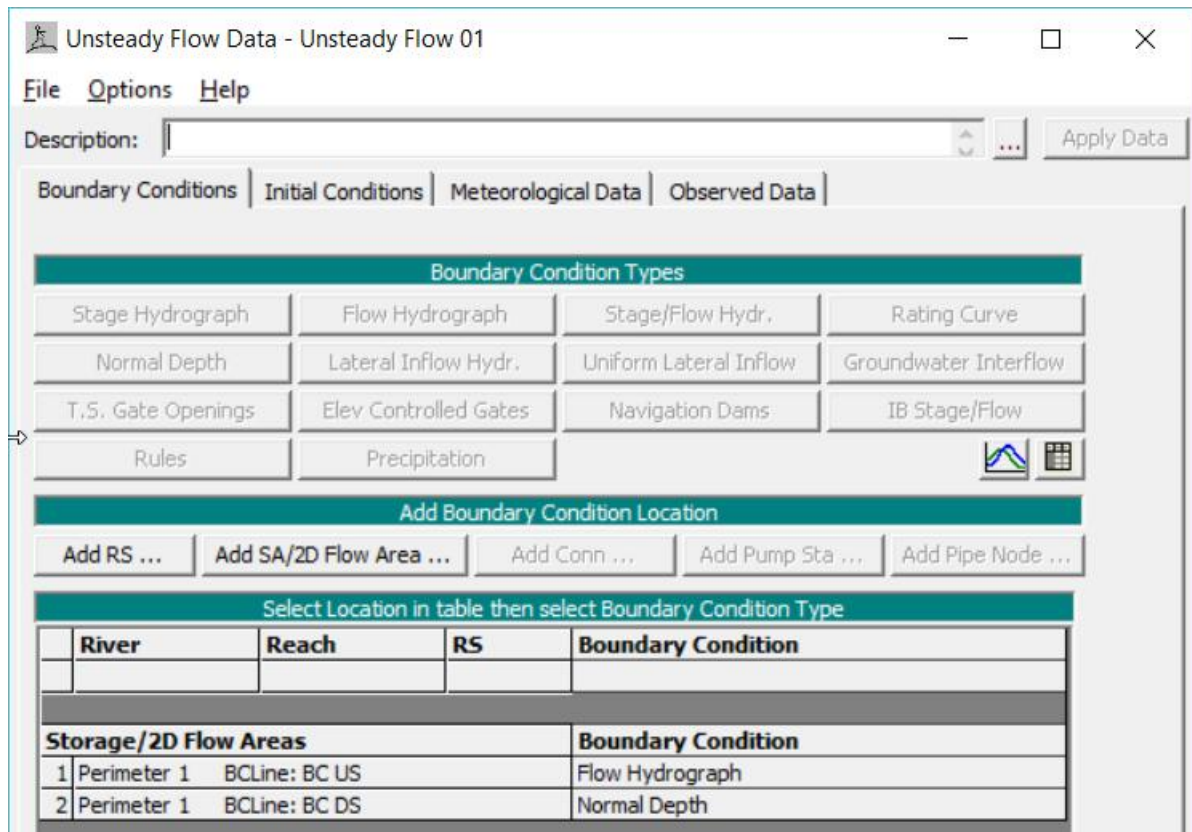 Unsteady Flow Data - Unsteady Flow 01
File Options Help
Description: ... Apply Data
Boundary Conditions Initial Conditions Meteorological Data Observed Data
Boundary Condition Types
Stage Hydrograph Flow Hydrograph Stage/Flow Hydr. Rating Curve
Normal Depth Lateral Inflow Hydr. Uniform Lateral Inflow Groundwater Interflow
T.S. Gate Openings Elev Controlled Gates Navigation Dams IB Stage/Flow
Rules Precipitation
Add Boundary Condition Location
Add RS ... Add SA/2D Flow Area ... Add Conn ... Add Pump Sta ... Add Pipe Node ...
Select Location in table then select Boundary Condition Type
River Reach RS Boundary Condition
Storage/2D Flow Areas Boundary Condition
1 Perimeter 1 BCLine: BC US Flow Hydrograph
2 Perimeter 1 BCLine: BC DS Normal Depth